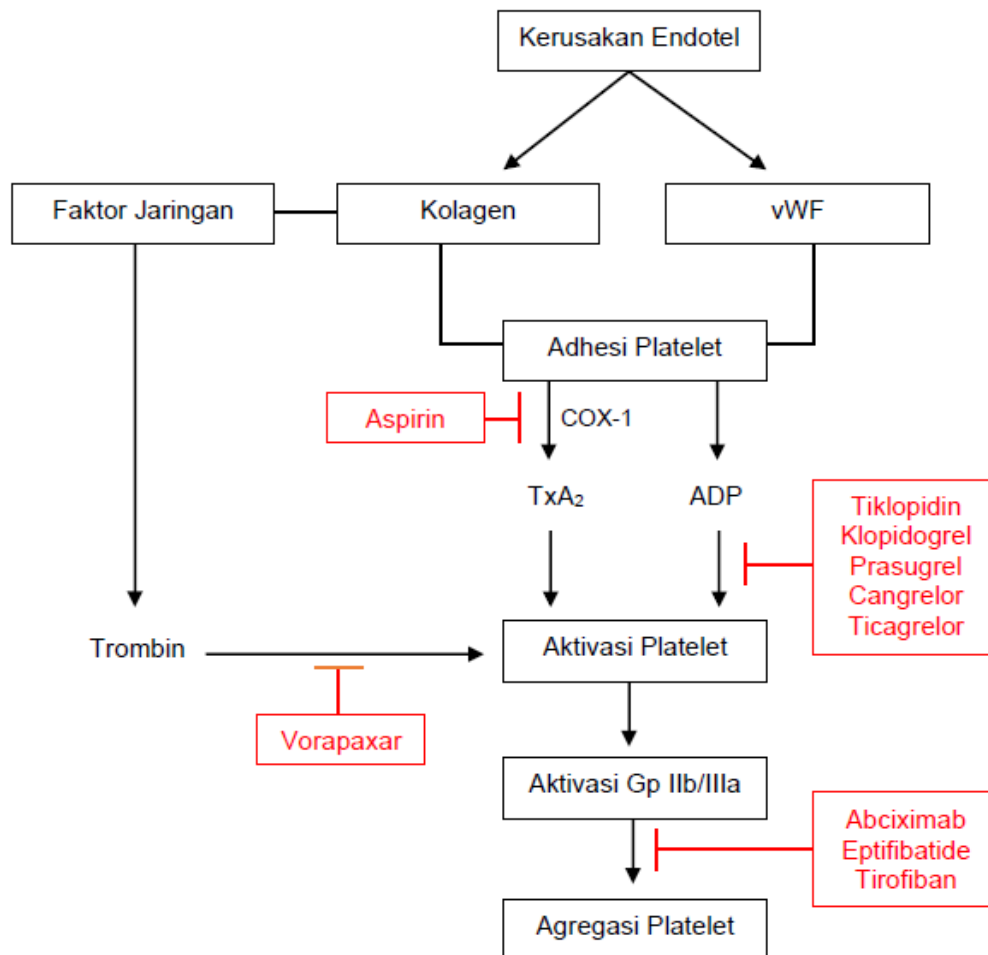 Kerusakan Endotel
Faktor Jaringan
Kolagen
vWF
Adhesi Platelet
Aspirin
COX-1
TxA₂
ADP
Tiklopidin
Klopidogrel
Prasugrel
Cangrelor
Ticagrelor
Trombin
Aktivasi Platelet
Vorapaxar
Aktivasi Gp IIb/IIIa
Abciximab
Eptifibatide
Tirofiban
Agregasi Platelet